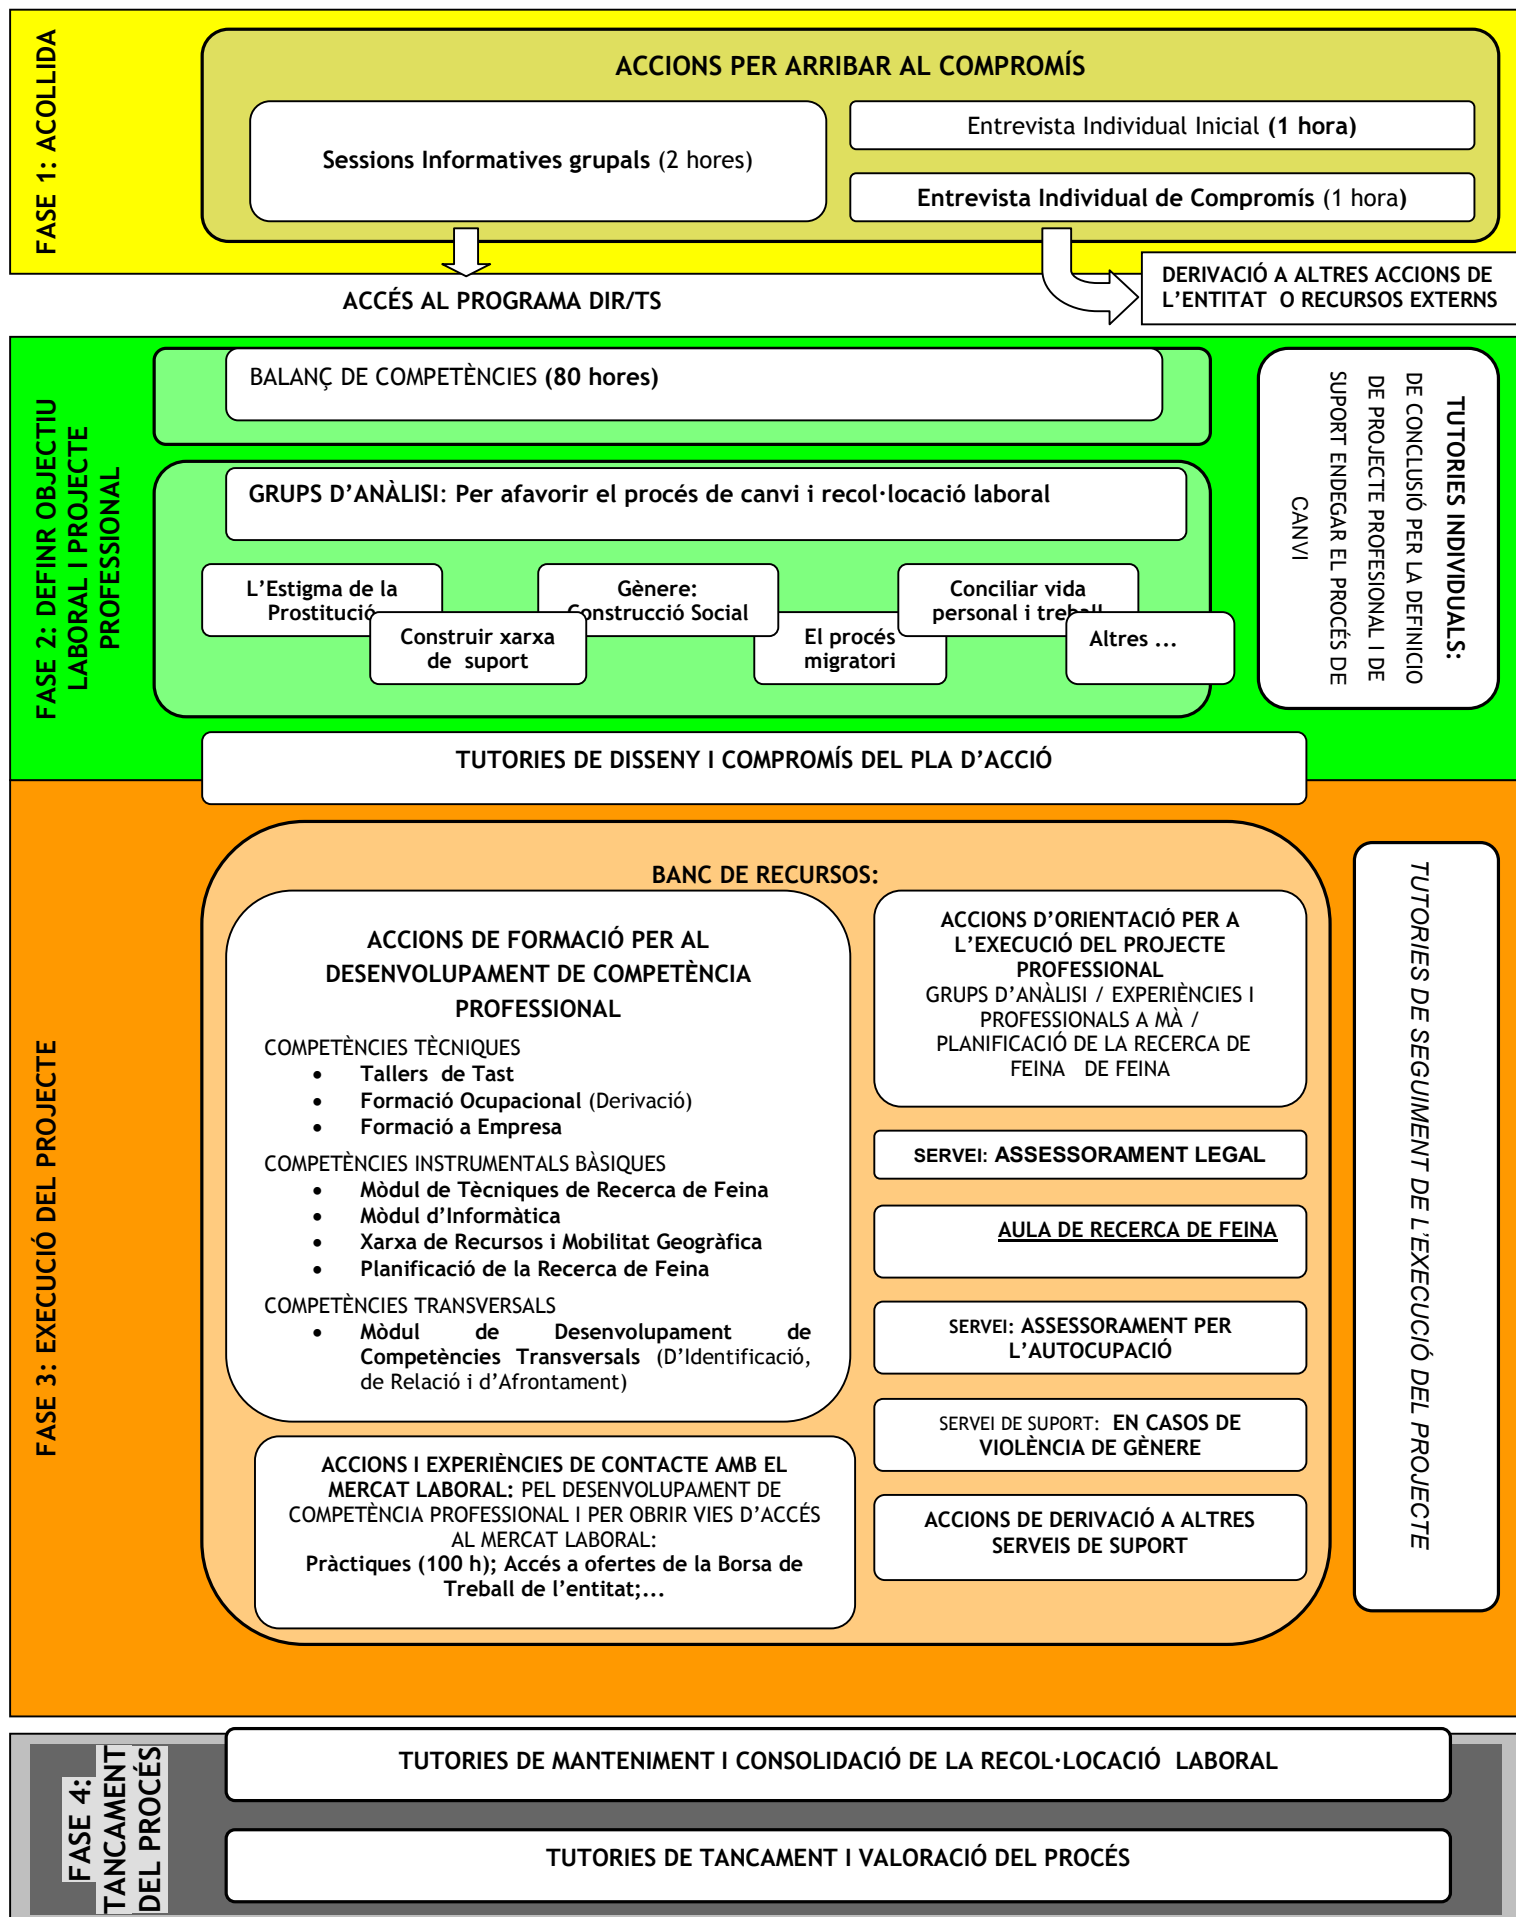 FASE 1: ACOLLIDA
ACCIONS PER ARRIBAR AL COMPROMÍS
Sessions Informatives grupals (2 hores)
Entrevista Individual Inicial (1 hora)
Entrevista Individual de Compromís (1 hora)
ACCÉS AL PROGRAMA DIR/TS
DERIVACIÓ A ALTRES ACCIONS DE
L’ENTITAT O RECURSOS EXTERNS
FASE 2: DEFINR OBJECTIU
LABORAL I PROJECTE
PROFESSIONAL
BALANÇ DE COMPETÈNCIES (80 hores)
GRUPS D’ANÀLISI: Per afavorir el procés de canvi i recol·locació laboral
L’Estigma de la
Prostitució
Construir xarxa
de suport
Gènere:
Construcció Social
El procés
migratori
Conciliar vida
personal i treball
Altres ...
TUTORIES INDIVIDUALS:
DE CONCLUSIÓ PER LA DEFINICIO
DE PROJECTE PROFESIONAL I DE
SUPORT ENDEGAR EL PROCÉS DE
CANVI
TUTORIES DE DISSENY I COMPROMÍS DEL PLA D’ACCIÓ
FASE 3: EXECUCIÓ DEL PROJECTE
BANC DE RECURSOS:
ACCIONS DE FORMACIÓ PER AL
DESENVOLUPAMENT DE COMPETÈNCIA
PROFESSIONAL
COMPETÈNCIES TÈCNIQUES
• Tallers de Tast
• Formació Ocupacional (Derivació)
• Formació a Empresa
COMPETÈNCIES INSTRUMENTALS BÀSIQUES
• Mòdul de Tècniques de Recerca de Feina
• Mòdul d’Informàtica
• Xarxa de Recursos i Mobilitat Geogràfica
• Planificació de la Recerca de Feina
COMPETÈNCIES TRANSVERSALS
• Mòdul de Desenvolupament de
Competències Transversals (D’Identificació,
de Relació i d’Afrontament)
ACCIONS I EXPERIÈNCIES DE CONTACTE AMB EL
MERCAT LABORAL: PEL DESENVOLUPAMENT DE
COMPETÈNCIA PROFESSIONAL I PER OBRIR VIES D’ACCÉS
AL MERCAT LABORAL:
Pràctiques (100 h); Accés a ofertes de la Borsa de
Treball de l’entitat;...
ACCIONS D’ORIENTACIÓ PER A
L’EXECUCIÓ DEL PROJECTE
PROFESSIONAL
GRUPS D’ANÀLISI / EXPERIÈNCIES I
PROFESSIONALS A MÀ /
PLANIFICACIÓ DE LA RECERCA DE
FEINA DE FEINA
SERVEI: ASSESSORAMENT LEGAL
AULA DE RECERCA DE FEINA
SERVEI: ASSESSORAMENT PER
L’AUTOCUPACIÓ
SERVEI DE SUPORT: EN CASOS DE
VIOLÈNCIA DE GÈNERE
ACCIONS DE DERIVACIÓ A ALTRES
SERVEIS DE SUPORT
TUTORIES DE SEGUIMENT DE L’EXECUCIÓ DEL PROJECTE
FASE 4:
TANCAMENT
DEL PROCÉS
TUTORIES DE MANTENIMENT I CONSOLIDACIÓ DE LA RECOL·LOCACIÓ LABORAL
TUTORIES DE TANCAMENT I VALORACIÓ DEL PROCÉS